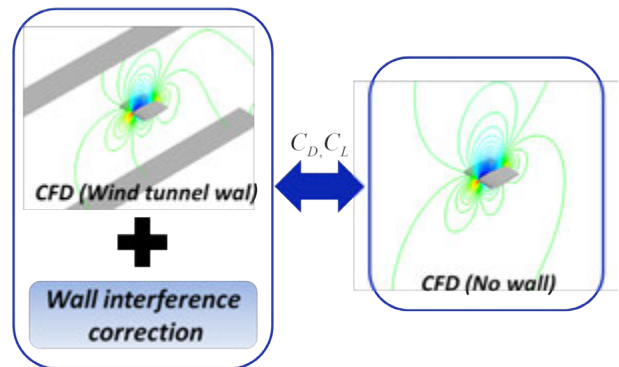 CFD (Wind tunnel wal)
Wall interference
correction
C_D, C_L
CFD (No wall)